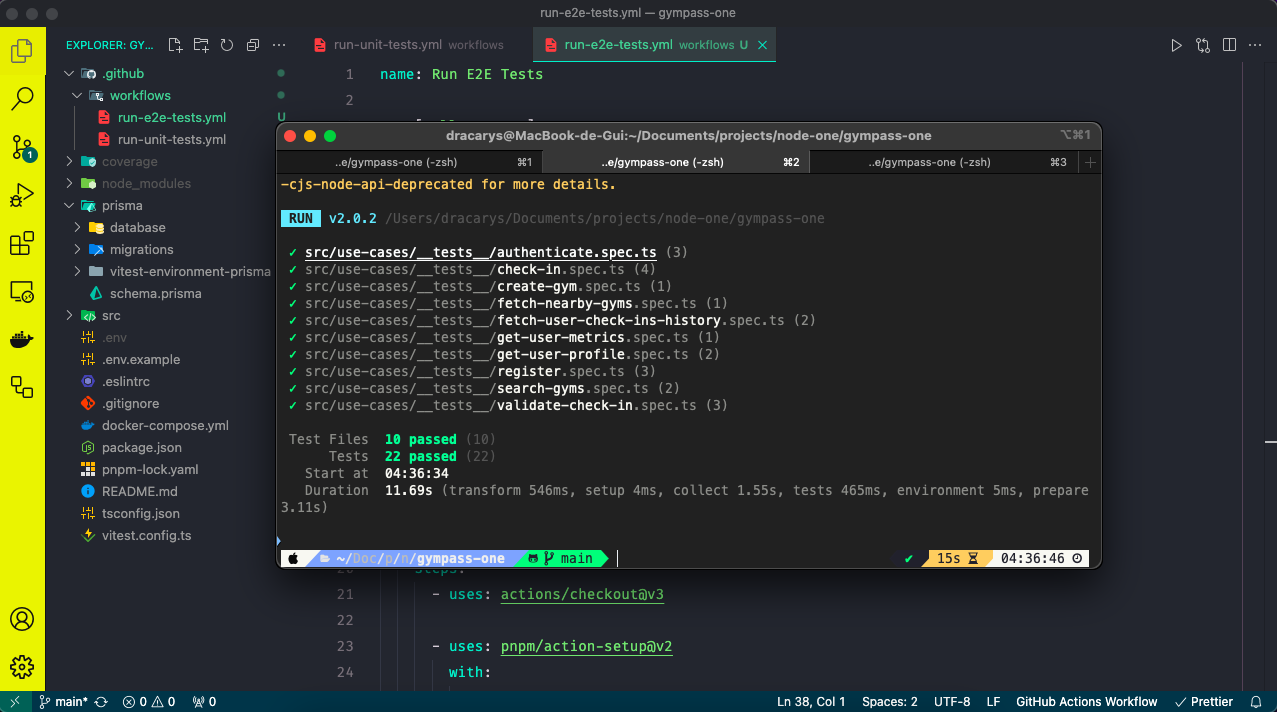 run-e2e-tests.yml — gympass-one
EXPLORER: GY...
run-unit-tests.yml workflows
run-e2e-tests.yml workflows U
.github
workflows
run-e2e-tests.yml U
run-unit-tests.yml
coverage
node_modules
prisma
database
migrations
vitest-environment-prisma
schema.prisma
src
.env
.env.example
.eslintrc
.gitignore
docker-compose.yml
package.json
pnpm-lock.yaml
README.md
tsconfig.json
vitest.config.ts
1
1 name: Run E2E Tests
2
dracarys@MacBook-de-Gui:~/Documents/projects/node-one/gympass-one ⌥⌘1
..e/gympass-one (-zsh) ⌘1
..e/gympass-one (-zsh) ⌘2
..e/gympass-one (-zsh) ⌘3
-cjs-node-api-deprecated for more details.
RUN v2.0.2 /Users/dracarys/Documents/projects/node-one/gympass-one
✓ src/use-cases/__tests__/authenticate.spec.ts (3)
✓ src/use-cases/__tests__/check-in.spec.ts (4)
✓ src/use-cases/__tests__/create-gym.spec.ts (1)
✓ src/use-cases/__tests__/fetch-nearby-gyms.spec.ts (1)
✓ src/use-cases/__tests__/fetch-user-check-ins-history.spec.ts (2)
✓ src/use-cases/__tests__/get-user-metrics.spec.ts (1)
✓ src/use-cases/__tests__/get-user-profile.spec.ts (2)
✓ src/use-cases/__tests__/register.spec.ts (3)
✓ src/use-cases/__tests__/search-gyms.spec.ts (2)
✓ src/use-cases/__tests__/validate-check-in.spec.ts (3)
Test Files 10 passed (10)
Tests 22 passed (22)
Start at 04:36:34
Duration 11.69s (transform 546ms, setup 4ms, collect 1.55s, tests 465ms, environment 5ms, prepare
3.11s)
~/Doc/p/n/gympass-one main ✔ 15s 04:36:46
20 steps:
21 - uses: actions/checkout@v3
22
23 - uses: pnpm/action-setup@v2
24 with:
main* 0 0 0 Ln 38, Col 1 Spaces: 2 UTF-8 LF GitHub Actions Workflow Prettier